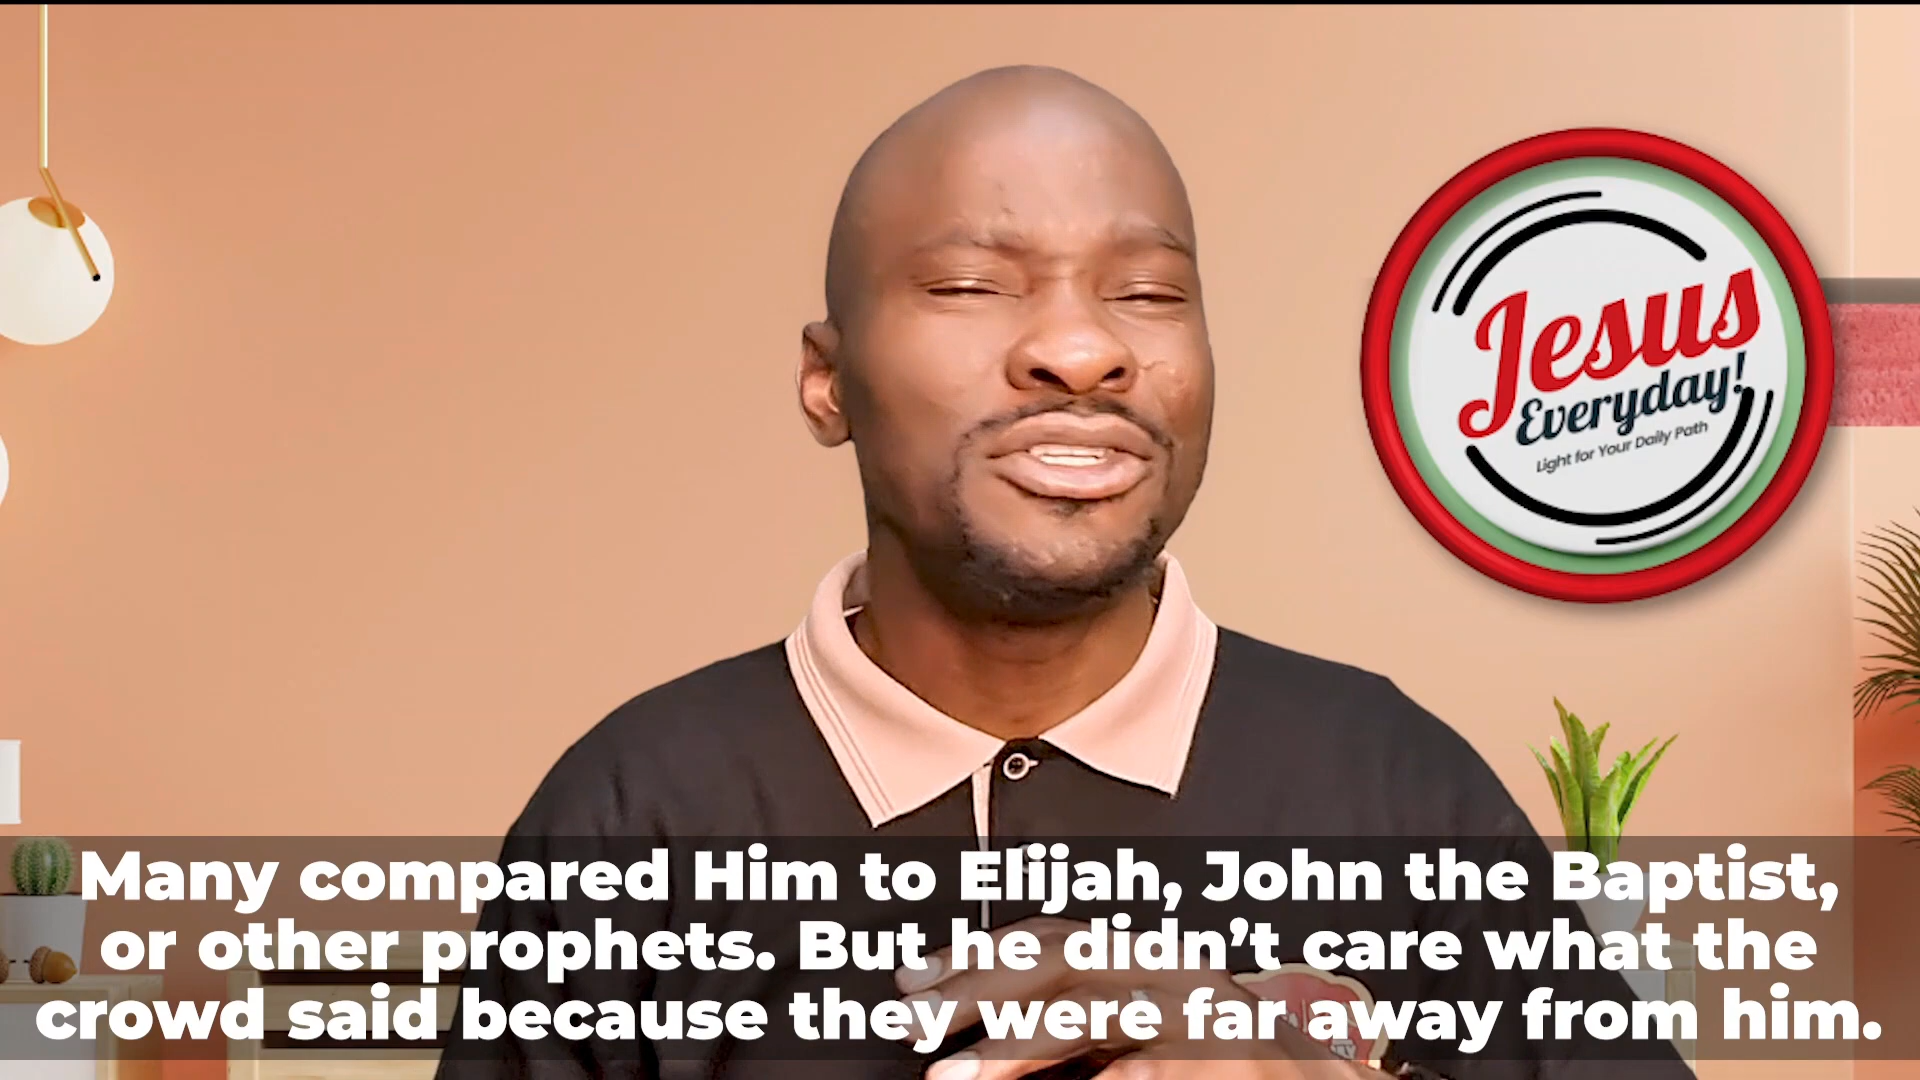 Jesus
Everyday!
Light for Your Daily Path
Many compared Him to Elijah, John the Baptist,
or other prophets. But he didn’t care what the
crowd said because they were far away from him.